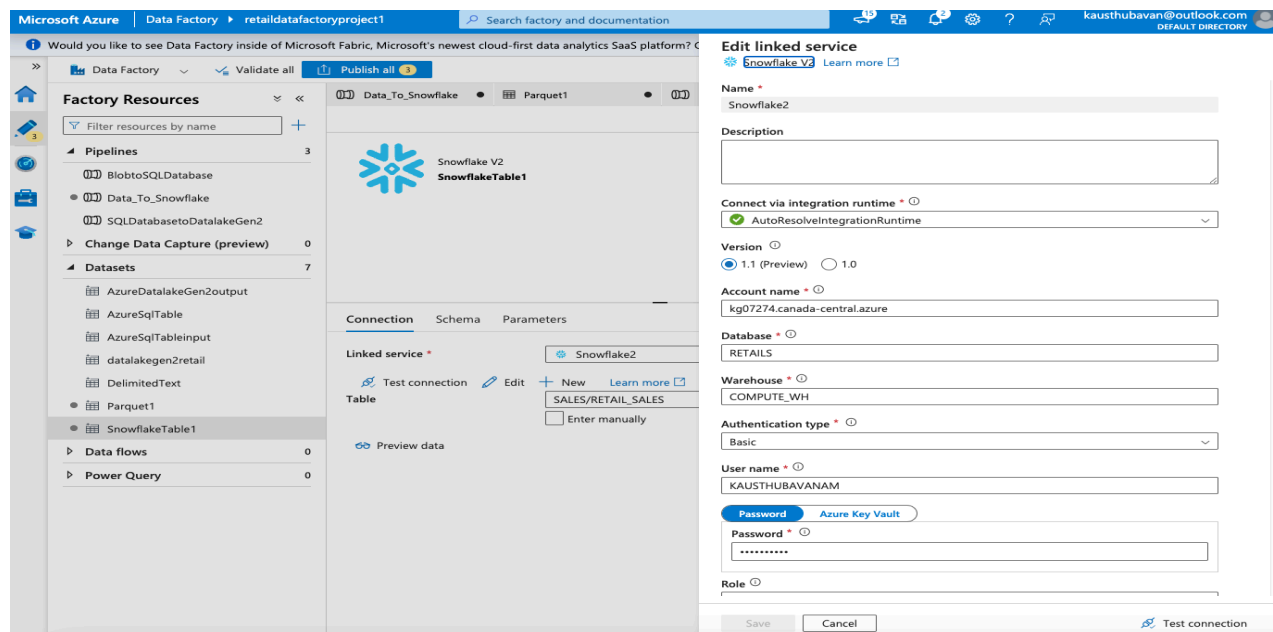 Microsoft Azure Data Factory retaildatafactoryproject1 Search factory and documentation 15 2 kausthubavan@outlook.com
DEFAULT DIRECTORY
Would you like to see Data Factory inside of Microsoft Fabric, Microsoft's newest cloud-first data analytics SaaS platform?
Data Factory Validate all Publish all 3
Factory Resources
Filter resources by name
3
Pipelines 3
BlobtoSQLDatabase
Data_To_Snowflake
SQLDatabasetoDatalakeGen2
Change Data Capture (preview) 0
Datasets 7
AzureDatalakeGen2output
AzureSqlTable
AzureSqlTableinput
datalakegen2retail
DelimitedText
Parquet1
SnowflakeTable1
Data flows 0
Power Query 0
Data_To_Snowflake Parquet1
Snowflake V2
SnowflakeTable1
Connection Schema Parameters
Linked service * Snowflake2
Test connection Edit New Learn more
Table SALES/RETAIL_SALES
Enter manually
Preview data
Edit linked service
Snowflake V2 Learn more
Name *
Snowflake2
Description
Connect via integration runtime *
AutoResolveIntegrationRuntime
Version
1.1 (Preview) 1.0
Account name *
kg07274.canada-central.azure
Database *
RETAILS
Warehouse *
COMPUTE_WH
Authentication type *
Basic
User name *
KAUSTHUBAVANAM
Password Azure Key Vault
Password *
••••••••••
Role
Save Cancel Test connection